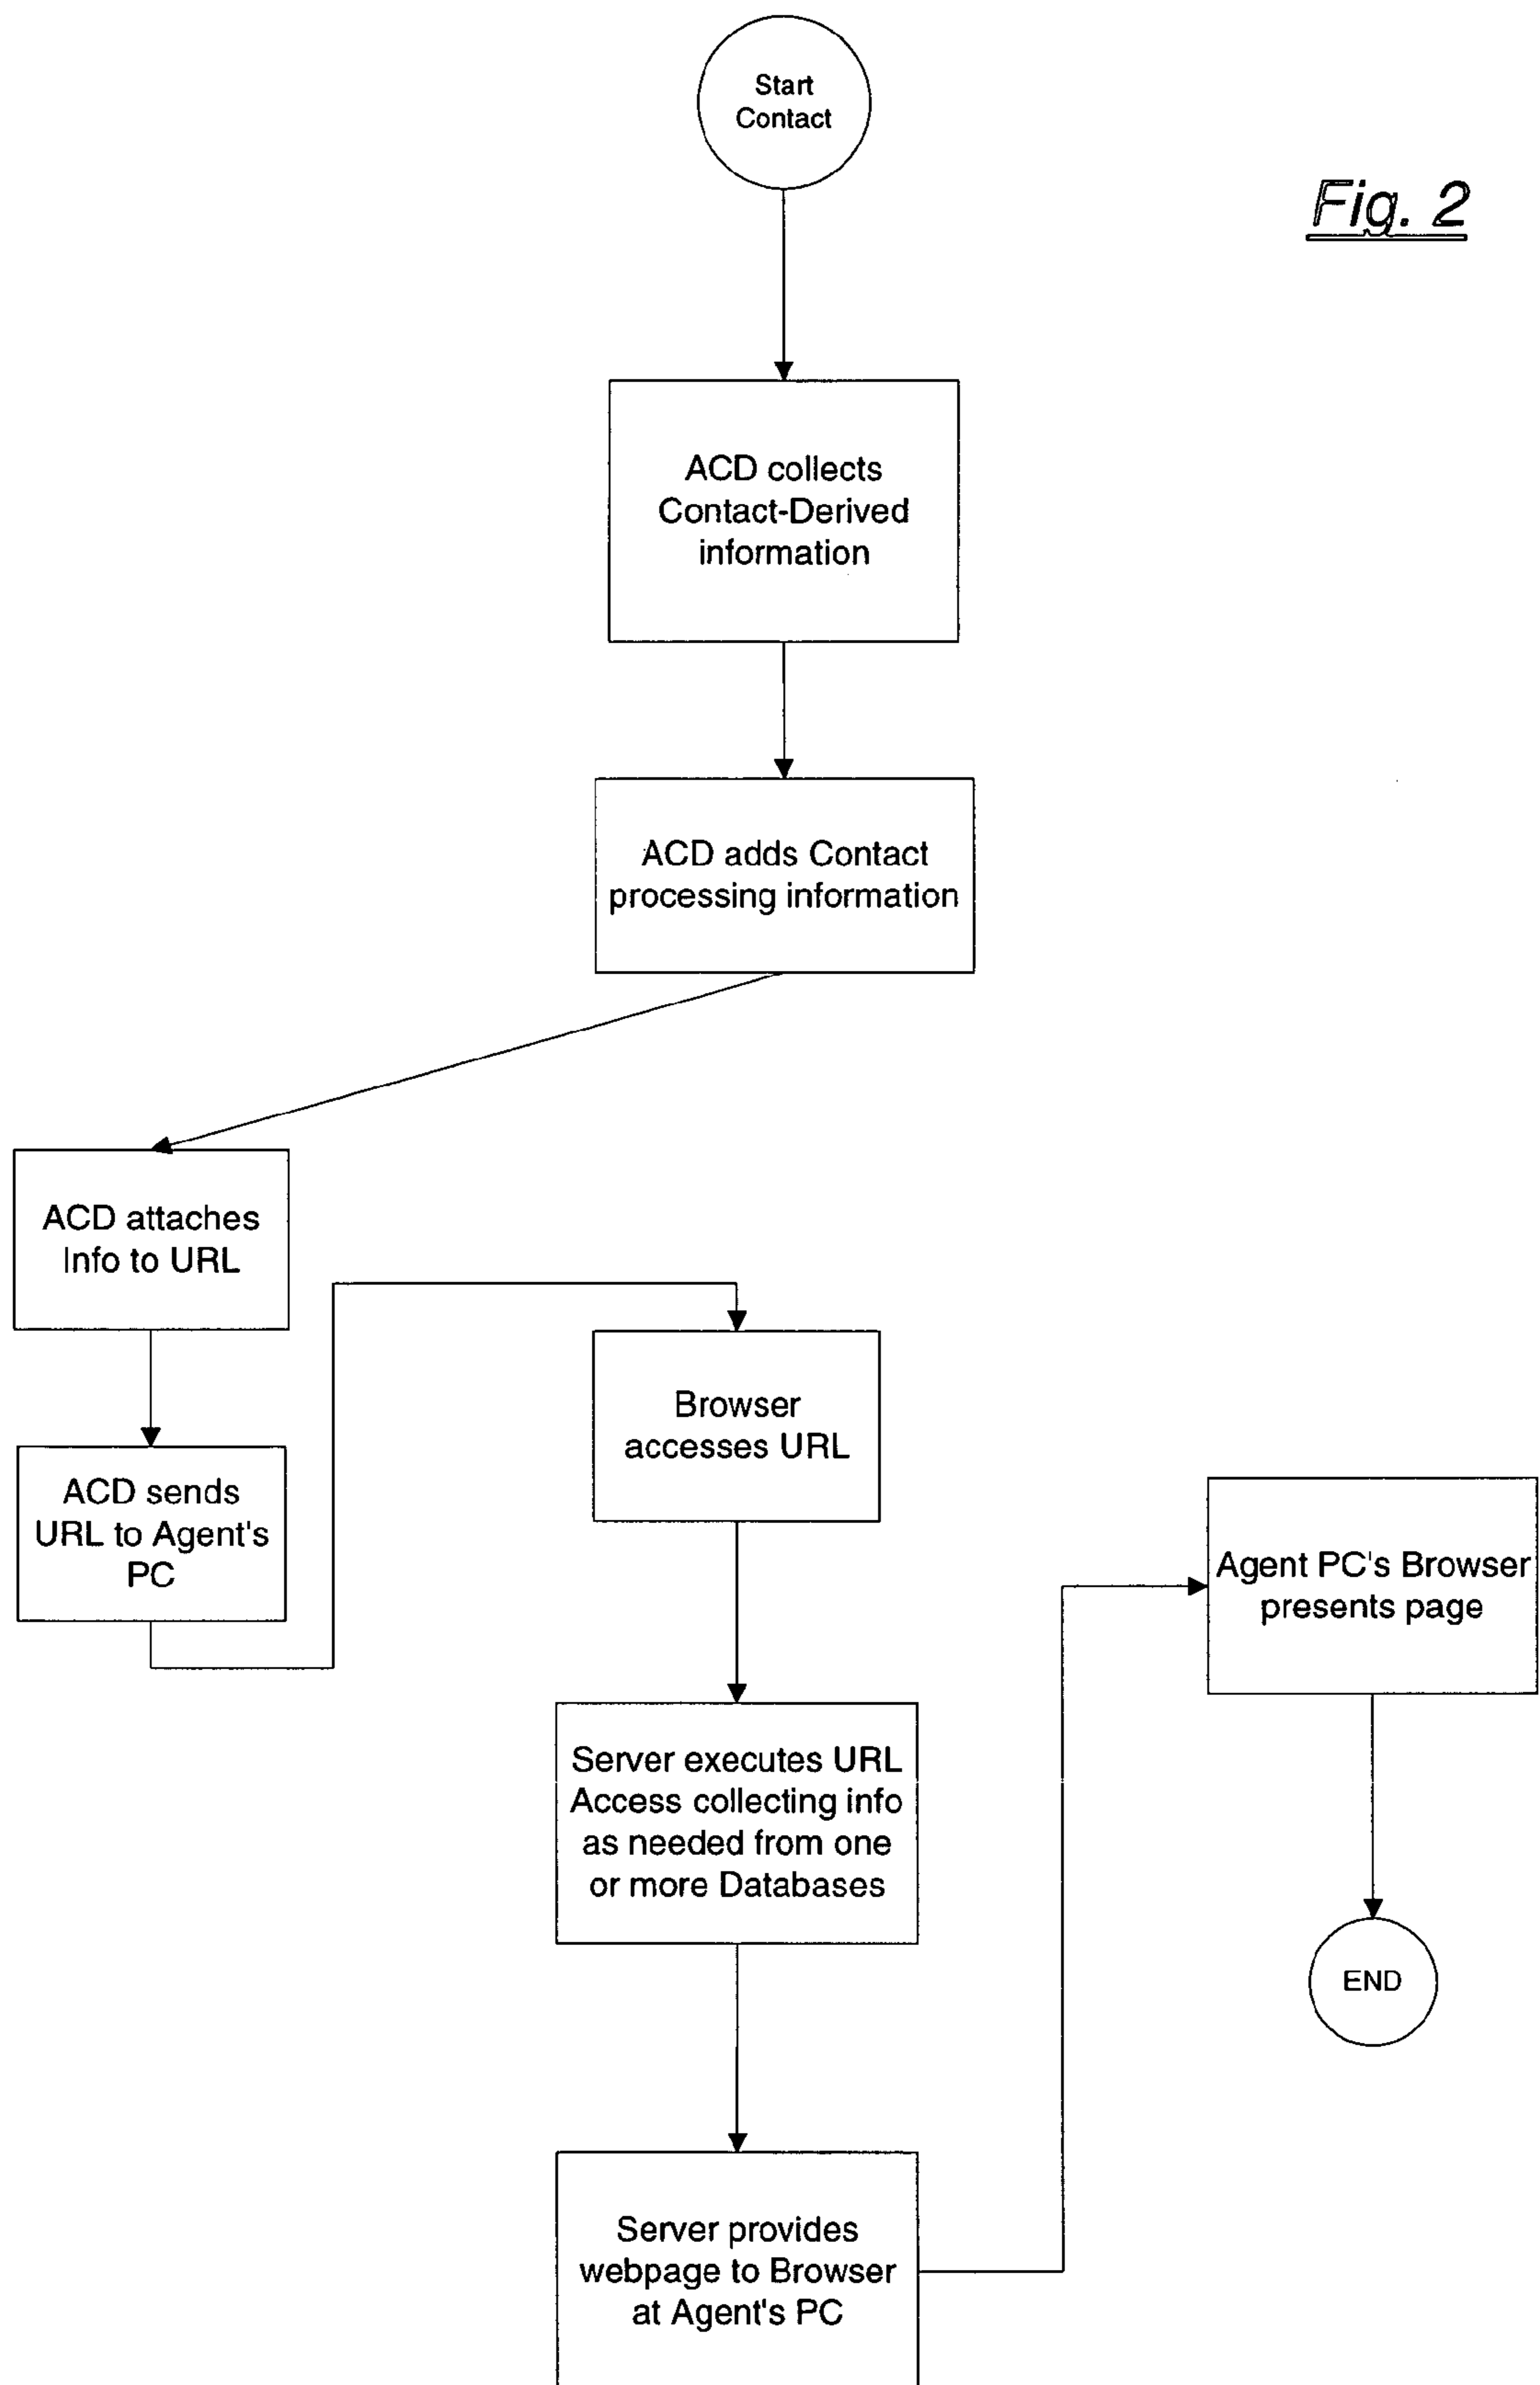 Start
Contact
Fig. 2
ACD collects
Contact-Derived
information
ACD adds Contact
processing information
ACD attaches
Info to URL
ACD sends
URL to Agent's
PC
Browser
accesses URL
Server executes URL
Access collecting info
as needed from one
or more Databases
Server provides
webpage to Browser
at Agent's PC
Agent PC's Browser
presents page
END